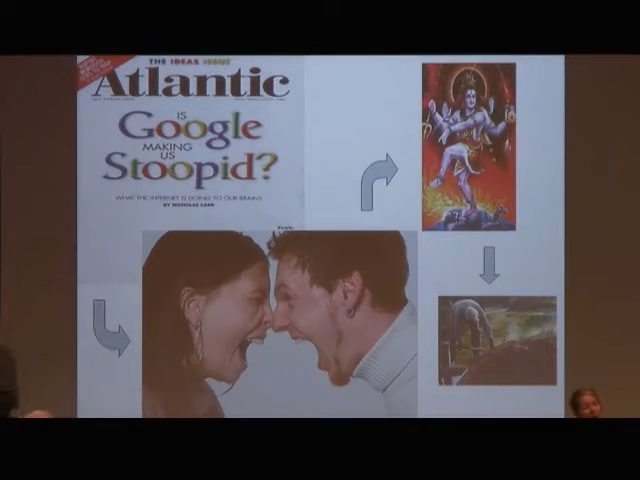 THE IDEAS ISSUE
Atlantic
IS
Google
MAKING
US
Stoopid?
WHAT THE INTERNET IS DOING TO OUR BRAINS
BY NICHOLAS CARR
PLUS: